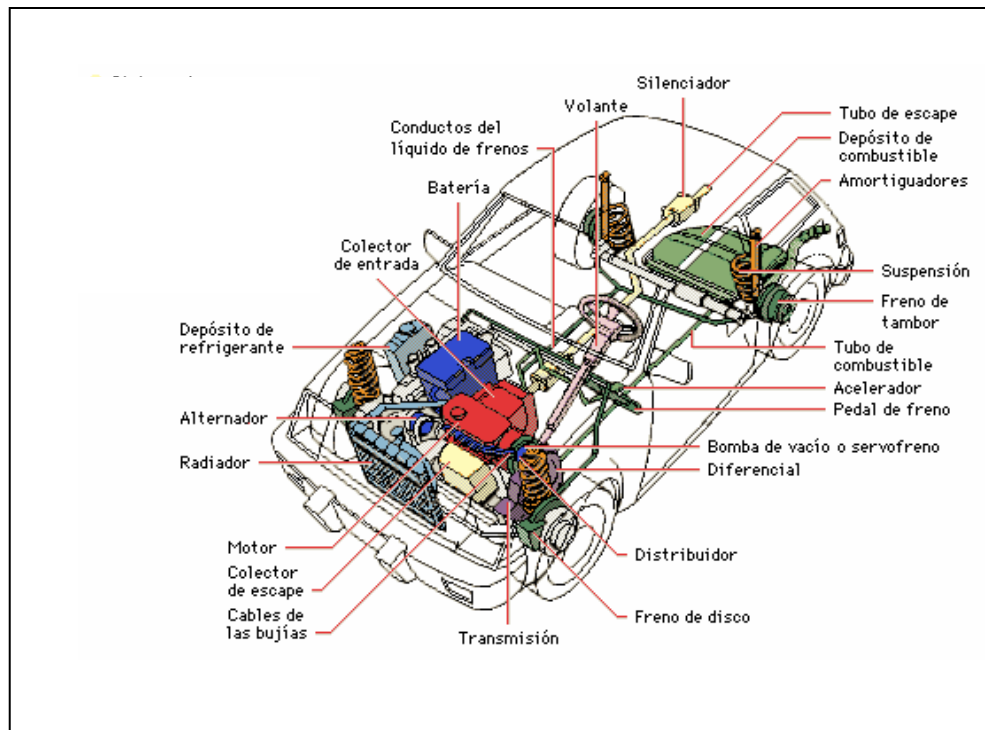 Silenciador
Volante
Tubo de escape
Conductos del
líquido de frenos
Depósito de
combustible
Batería
Amortiguadores
Colector
de entrada
Suspensión
Freno de
tambor
Depósito de
refrigerante
Tubo de
combustible
Acelerador
Alternador
Pedal de freno
Radiador
Bomba de vacío o servofreno
Diferencial
Motor
Distribuidor
Colector
de escape
Cables de
las bujías
Freno de disco
Transmisión